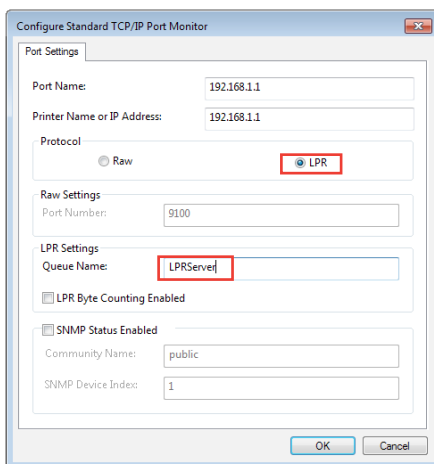 Configure Standard TCP/IP Port Monitor
Port Settings
Port Name: 192.168.1.1
Printer Name or IP Address: 192.168.1.1
Protocol
Raw LPR
Raw Settings
Port Number: 9100
LPR Settings
Queue Name: LPRServer
LPR Byte Counting Enabled
SNMP Status Enabled
Community Name: public
SNMP Device Index: 1
OK Cancel